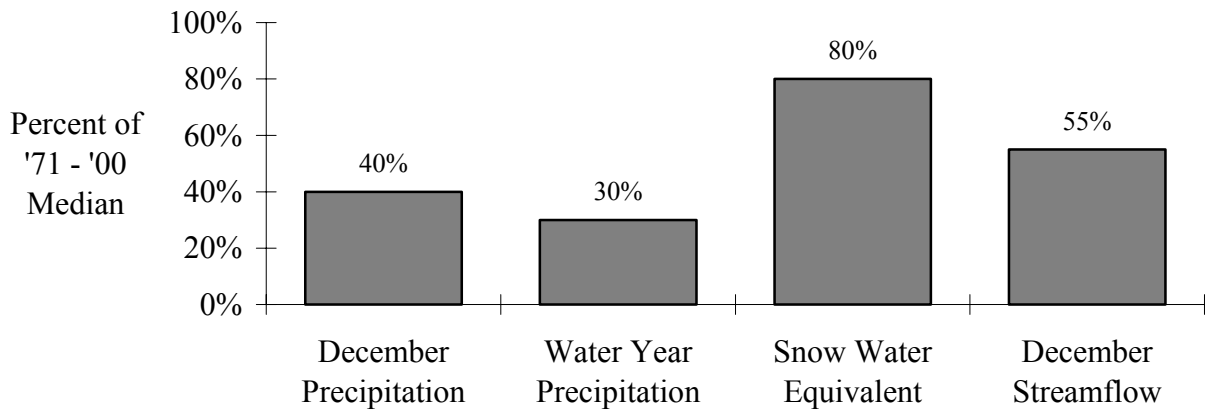 100%
80%
60%
40%
20%
0%
Percent of
'71 - '00
Median
40%
30%
80%
55%
December
Precipitation
Water Year
Precipitation
Snow Water
Equivalent
December
Streamflow